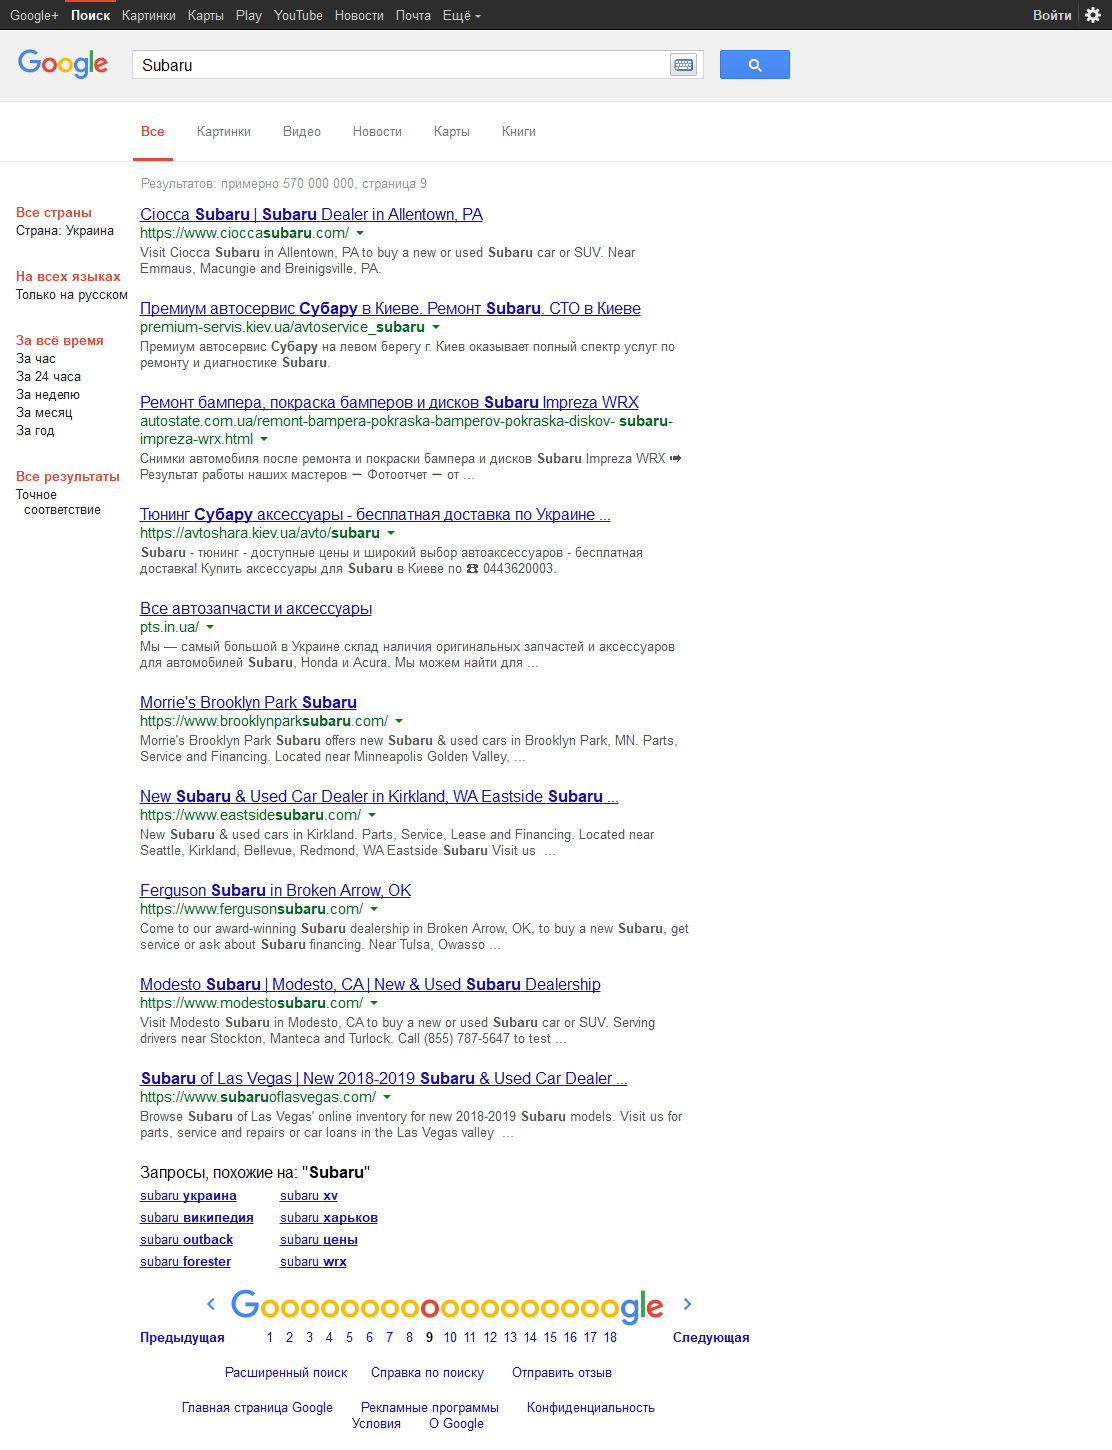 Google+ Поиск Картинки Карты Play YouTube Новости Почта Ещё Войти
Google Subaru
Все Картинки Видео Новости Карты Книги
Результатов: примерно 570 000 000, страница 9
Все страны
Страна: Украина
На всех языках
Только на русском
За всё время
За час
За 24 часа
За неделю
За месяц
За год
Все результаты
Точное
соответствие
Ciocca Subaru | Subaru Dealer in Allentown, PA
https://www.cioccasubaru.com/
Visit Ciocca Subaru in Allentown, PA to buy a new or used Subaru car or SUV. Near
Emmaus, Macungie and Breinigsville, PA.
Премиум автосервис Субару в Киеве. Ремонт Subaru. СТО в Киеве
premium-servis.kiev.ua/avtoservice_subaru
Премиум автосервис Субару на левом берегу г. Киев оказывает полный спектр услуг по
ремонту и диагностике Subaru.
Ремонт бампера, покраска бамперов и дисков Subaru Impreza WRX
autostate.com.ua/remont-bampera-pokraska-bamperov-pokraska-diskov- subaru-
impreza-wrx.html
Снимки автомобиля после ремонта и покраски бампера и дисков Subaru Impreza WRX ➠
Результат работы наших мастеров — Фотоотчет — от ...
Тюнинг Субару аксессуары - бесплатная доставка по Украине ...
https://avtoshara.kiev.ua/avto/subaru
Subaru - тюнинг - доступные цены и широкий выбор автоаксессуаров - бесплатная
доставка! Купить аксессуары для Subaru в Киеве по ☎ 0443620003.
Все автозапчасти и аксессуары
pts.in.ua/
Мы — самый большой в Украине склад наличия оригинальных запчастей и аксессуаров
для автомобилей Subaru, Honda и Acura. Мы можем найти для ...
Morrie's Brooklyn Park Subaru
https://www.brooklynparksubaru.com/
Morrie's Brooklyn Park Subaru offers new Subaru & used cars in Brooklyn Park, MN. Parts,
Service and Financing. Located near Minneapolis Golden Valley, ...
New Subaru & Used Car Dealer in Kirkland, WA Eastside Subaru ...
https://www.eastsidesubaru.com/
New Subaru & used cars in Kirkland. Parts, Service, Lease and Financing. Located near
Seattle, Kirkland, Bellevue, Redmond, WA Eastside Subaru Visit us ...
Ferguson Subaru in Broken Arrow, OK
https://www.fergusonsubaru.com/
Come to our award-winning Subaru dealership in Broken Arrow, OK, to buy a new Subaru, get
service or ask about Subaru financing. Near Tulsa, Owasso ...
Modesto Subaru | Modesto, CA | New & Used Subaru Dealership
https://www.modestosubaru.com/
Visit Modesto Subaru in Modesto, CA to buy a new or used Subaru car or SUV. Serving
drivers near Stockton, Manteca and Turlock. Call (855) 787-5647 to test ...
Subaru of Las Vegas | New 2018-2019 Subaru & Used Car Dealer ...
https://www.subaruoflasvegas.com/
Browse Subaru of Las Vegas' online inventory for new 2018-2019 Subaru models. Visit us for
parts, service and repairs or car loans in the Las Vegas valley ...
Запросы, похожие на: "Subaru"
subaru украина subaru xv
subaru википедия subaru харьков
subaru outback subaru цены
subaru forester subaru wrx
Goooooooooooooooooogle
Предыдущая 1 2 3 4 5 6 7 8 9 10 11 12 13 14 15 16 17 18 Следующая
Расширенный поиск Справка по поиску Отправить отзыв
Главная страница Google Рекламные программы Конфиденциальность
Условия О Google